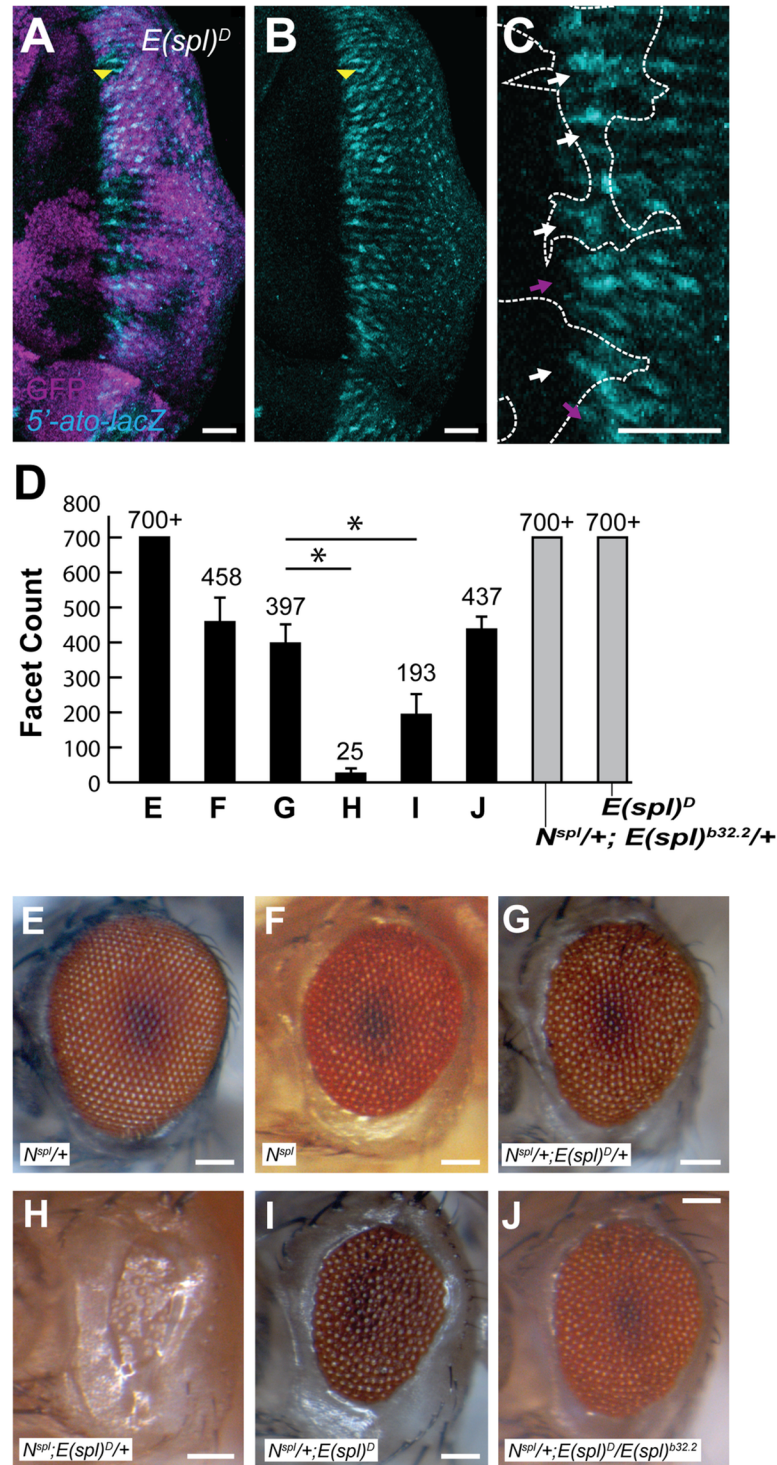 A
E(spl)ᴰ
B
C
GFP
5'-ato-lacZ
D
Facet Count
800
700
600
500
400
300
200
100
0
700+
458
397
25
193
437
700+
700+
*
*
E F G H I J
E(spl)ᴰ
Nˢᵖˡ/+; E(spl)ᵇ³²·²/+
E
Nˢᵖˡ/+
F
Nˢᵖˡ
G
Nˢᵖˡ/+;E(spl)ᴰ/+
H
Nˢᵖˡ;E(spl)ᴰ/+
I
Nˢᵖˡ/+;E(spl)ᴰ
J
Nˢᵖˡ/+;E(spl)ᴰ/E(spl)ᵇ³²·²